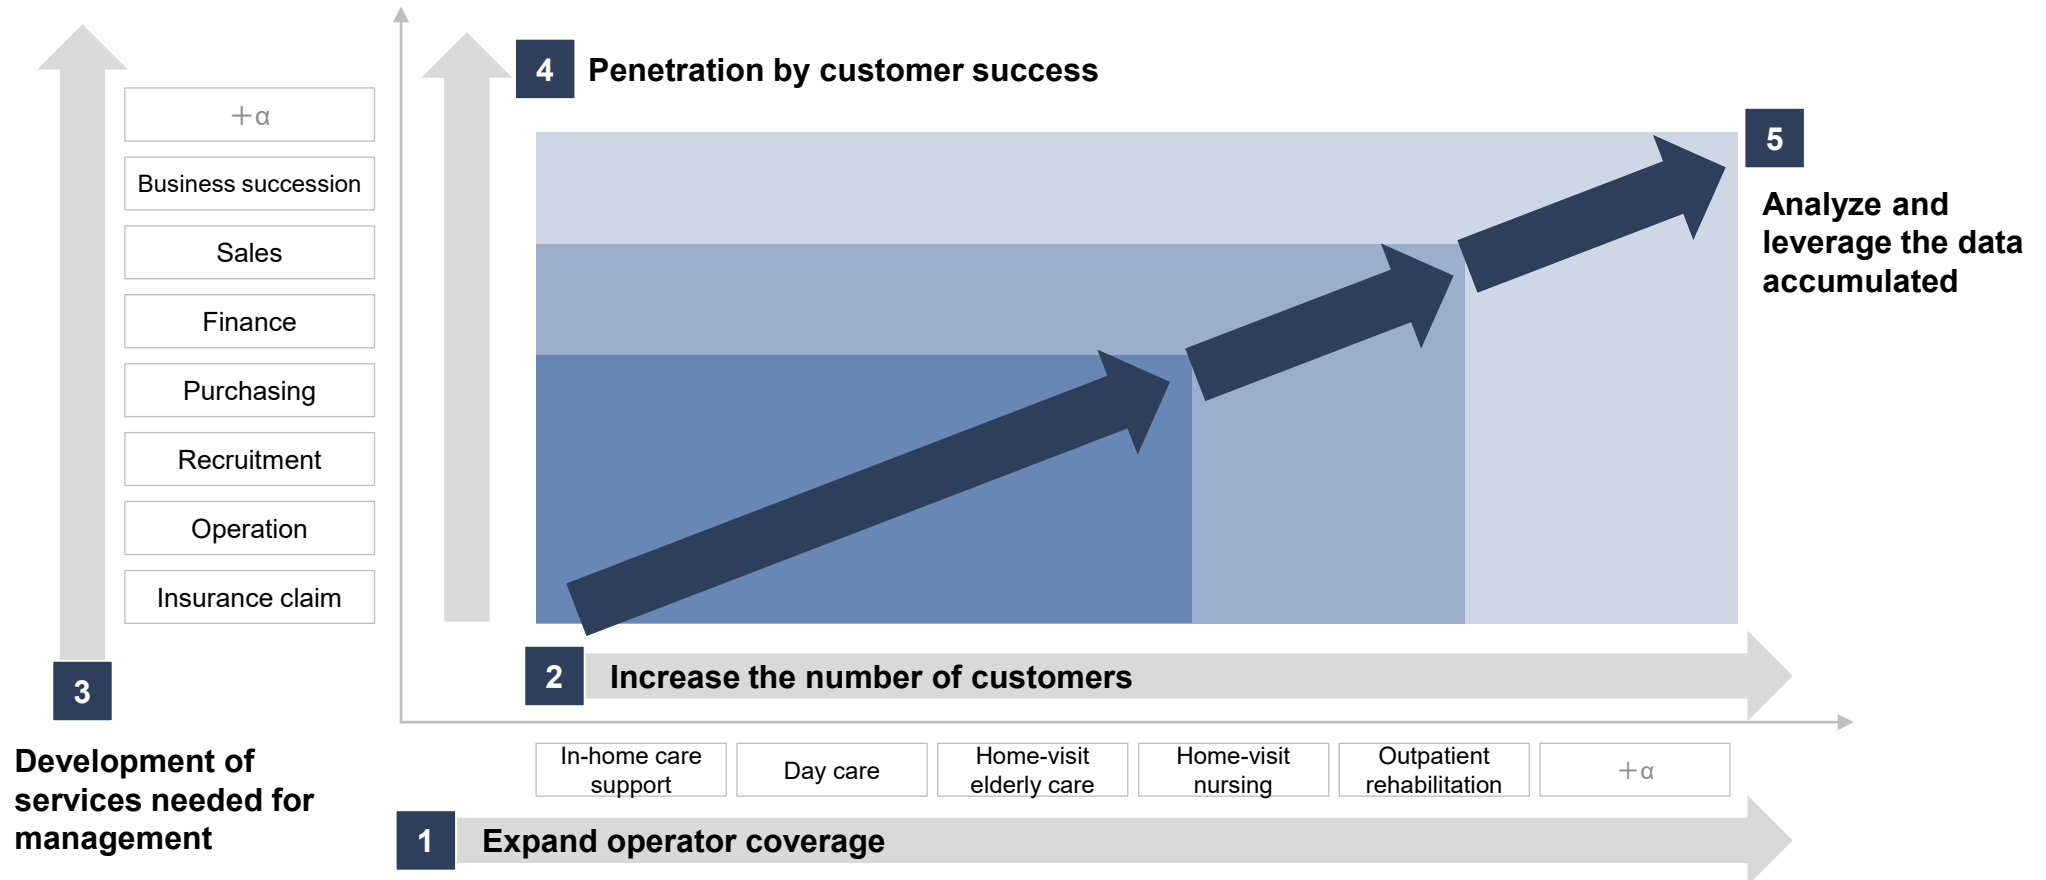 4
Penetration by customer success
5
Analyze and
leverage the data
accumulated
＋α
Business succession
Sales
Finance
Purchasing
Recruitment
Operation
Insurance claim
3
Development of
services needed for
management
2
Increase the number of customers
In-home care
support
Day care
Home-visit
elderly care
Home-visit
nursing
Outpatient
rehabilitation
＋α
1
Expand operator coverage